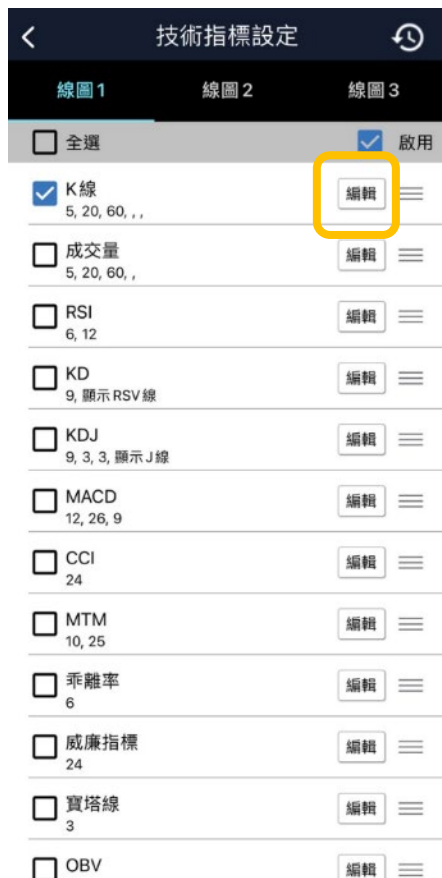 技術指標設定
線圖1 線圖2 線圖3
全選 啟用
K線 編輯
5, 20, 60, , ,
成交量 編輯
5, 20, 60, ,
RSI 編輯
6, 12
KD 編輯
9, 顯示RSV線
KDJ 編輯
9, 3, 3, 顯示J線
MACD 編輯
12, 26, 9
CCI 編輯
24
MTM 編輯
10, 25
乖離率 編輯
6
威廉指標 編輯
24
寶塔線 編輯
3
OBV 編輯